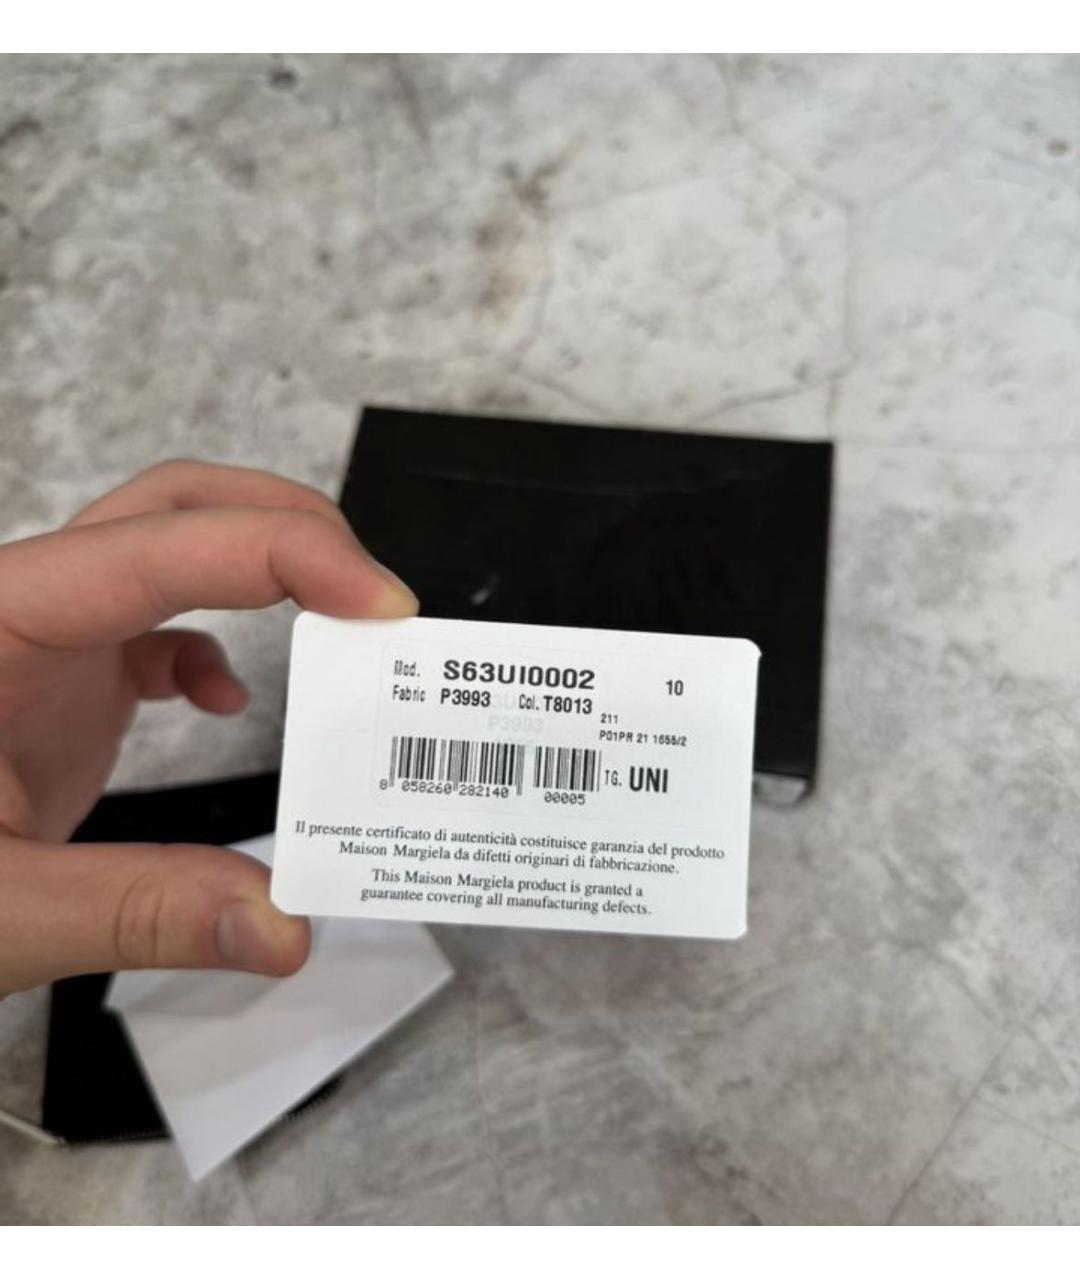 Mod. S63UI0002 10
Fabric P3993 Col. T8013
211
P3993
P01PR 21 1655/2
TG. UNI
8 058260 282140 00005
Il presente certificato di autenticità costituisce garanzia del prodotto
Maison Margiela da difetti originari di fabbricazione.
This Maison Margiela product is granted a
guarantee covering all manufacturing defects.